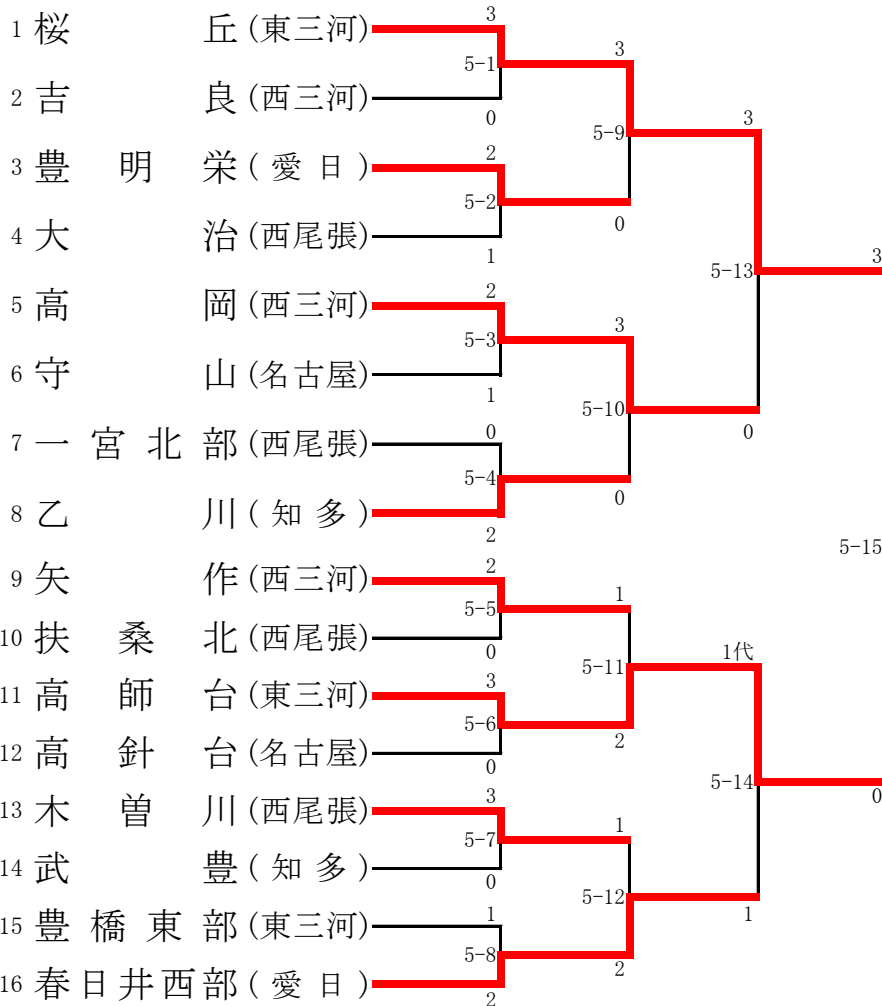 3
1 桜丘 (東三河)
3
5-1
2 吉良 (西三河)
0
5-9
3
2
3 豊明栄 (愛日)
5-2
0
4 大治 (西尾張)
1
5-13
3
2
5 高岡 (西三河)
3
5-3
6 守山 (名古屋)
1
5-10
0
0
7 一宮北部 (西尾張)
5-4
0
8 乙川 (知多)
2
5-15
2
9 矢作 (西三河)
1
5-5
10 扶桑北 (西尾張)
0
5-11
1代
3
11 高師台 (東三河)
5-6
2
12 高針台 (名古屋)
0
5-14
0
3
13 木曽川 (西尾張)
1
5-7
14 武豊 (知多)
0
5-12
1
1
15 豊橋東部 (東三河)
5-8
2
16 春日井西部 (愛日)
2